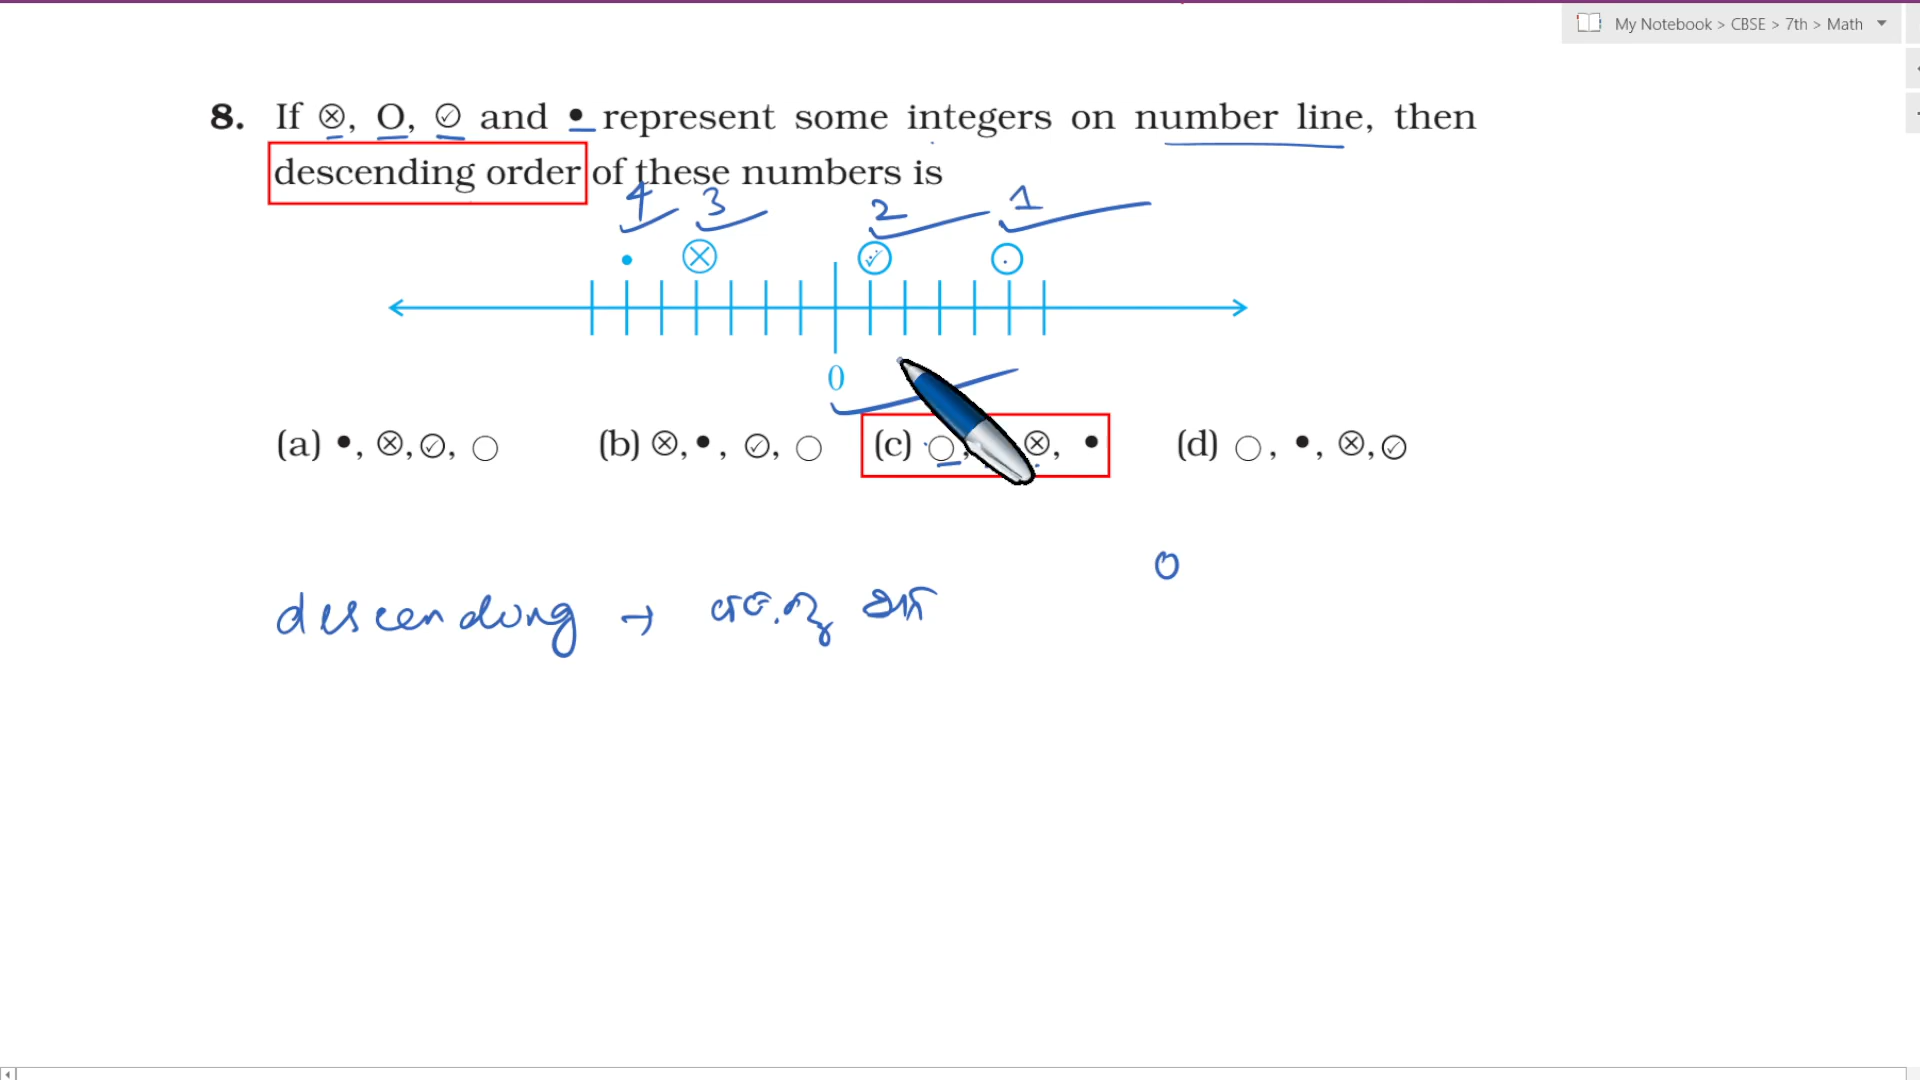 My Notebook > CBSE > 7th > Math
8. If ⊗, O, ✓ and • represent some integers on number line, then
descending order of these numbers is
4 3 2 1
0
(a) •, ⊗, ✓, ○ (b) ⊗, •, ✓, ○ (c) ○, ⊗, • (d) ○, •, ⊗, ✓
0
descending →